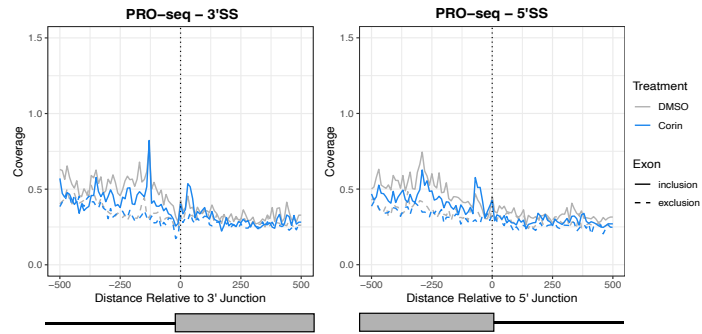 PRO−seq − 3'SS
PRO−seq − 5'SS
Coverage
1.5
1.0
0.5
0.0
−500
−250
0
250
500
Distance Relative to 3' Junction
Coverage
1.5
1.0
0.5
0.0
−500
−250
0
250
500
Distance Relative to 5' Junction
Treatment
DMSO
Corin
Exon
inclusion
exclusion